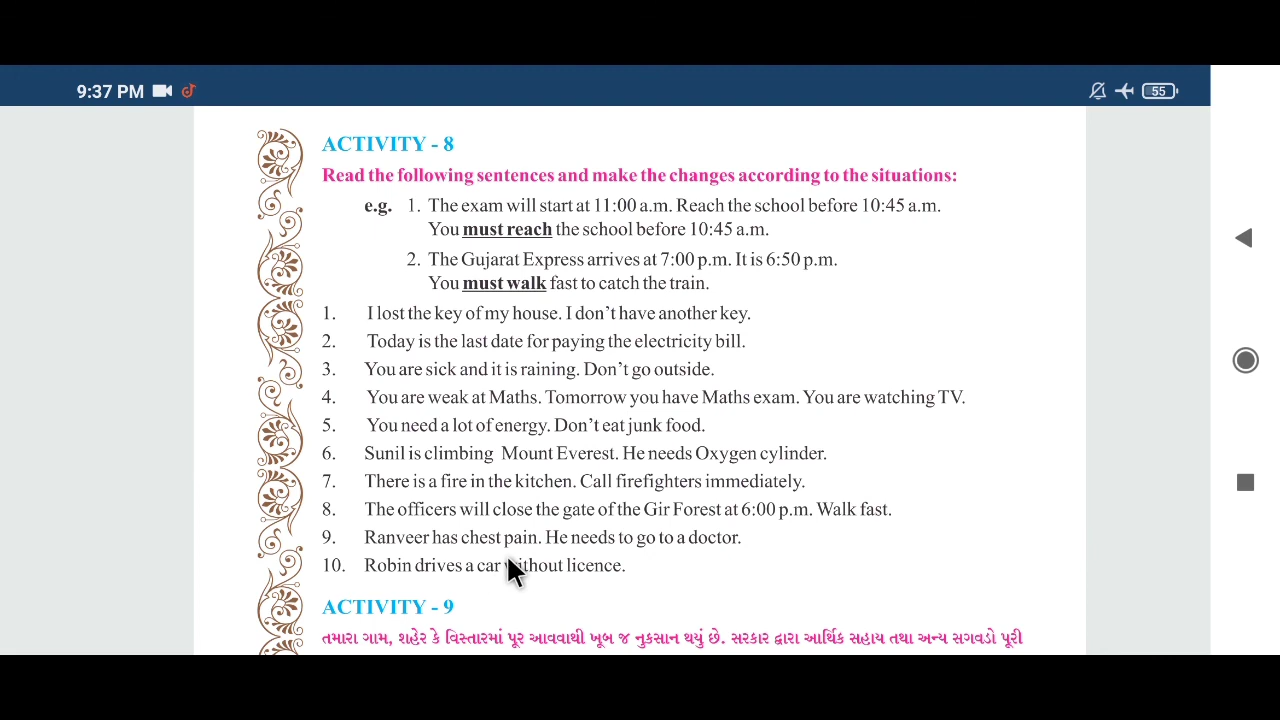 9:37 PM
55
ACTIVITY - 8
Read the following sentences and make the changes according to the situations:
e.g. 1. The exam will start at 11:00 a.m. Reach the school before 10:45 a.m.
You must reach the school before 10:45 a.m.
2. The Gujarat Express arrives at 7:00 p.m. It is 6:50 p.m.
You must walk fast to catch the train.
1. I lost the key of my house. I don't have another key.
2. Today is the last date for paying the electricity bill.
3. You are sick and it is raining. Don't go outside.
4. You are weak at Maths. Tomorrow you have Maths exam. You are watching TV.
5. You need a lot of energy. Don't eat junk food.
6. Sunil is climbing Mount Everest. He needs Oxygen cylinder.
7. There is a fire in the kitchen. Call firefighters immediately.
8. The officers will close the gate of the Gir Forest at 6:00 p.m. Walk fast.
9. Ranveer has chest pain. He needs to go to a doctor.
10. Robin drives a car without licence.
ACTIVITY - 9
તમારા ગામ, શહેર કે વિસ્તારમાં પૂર આવવાથી ખૂબ જ નુકસાન થયું છે. સરકાર દ્વારા આર્થિક સહાય તથા અન્ય સગવડો પૂરી